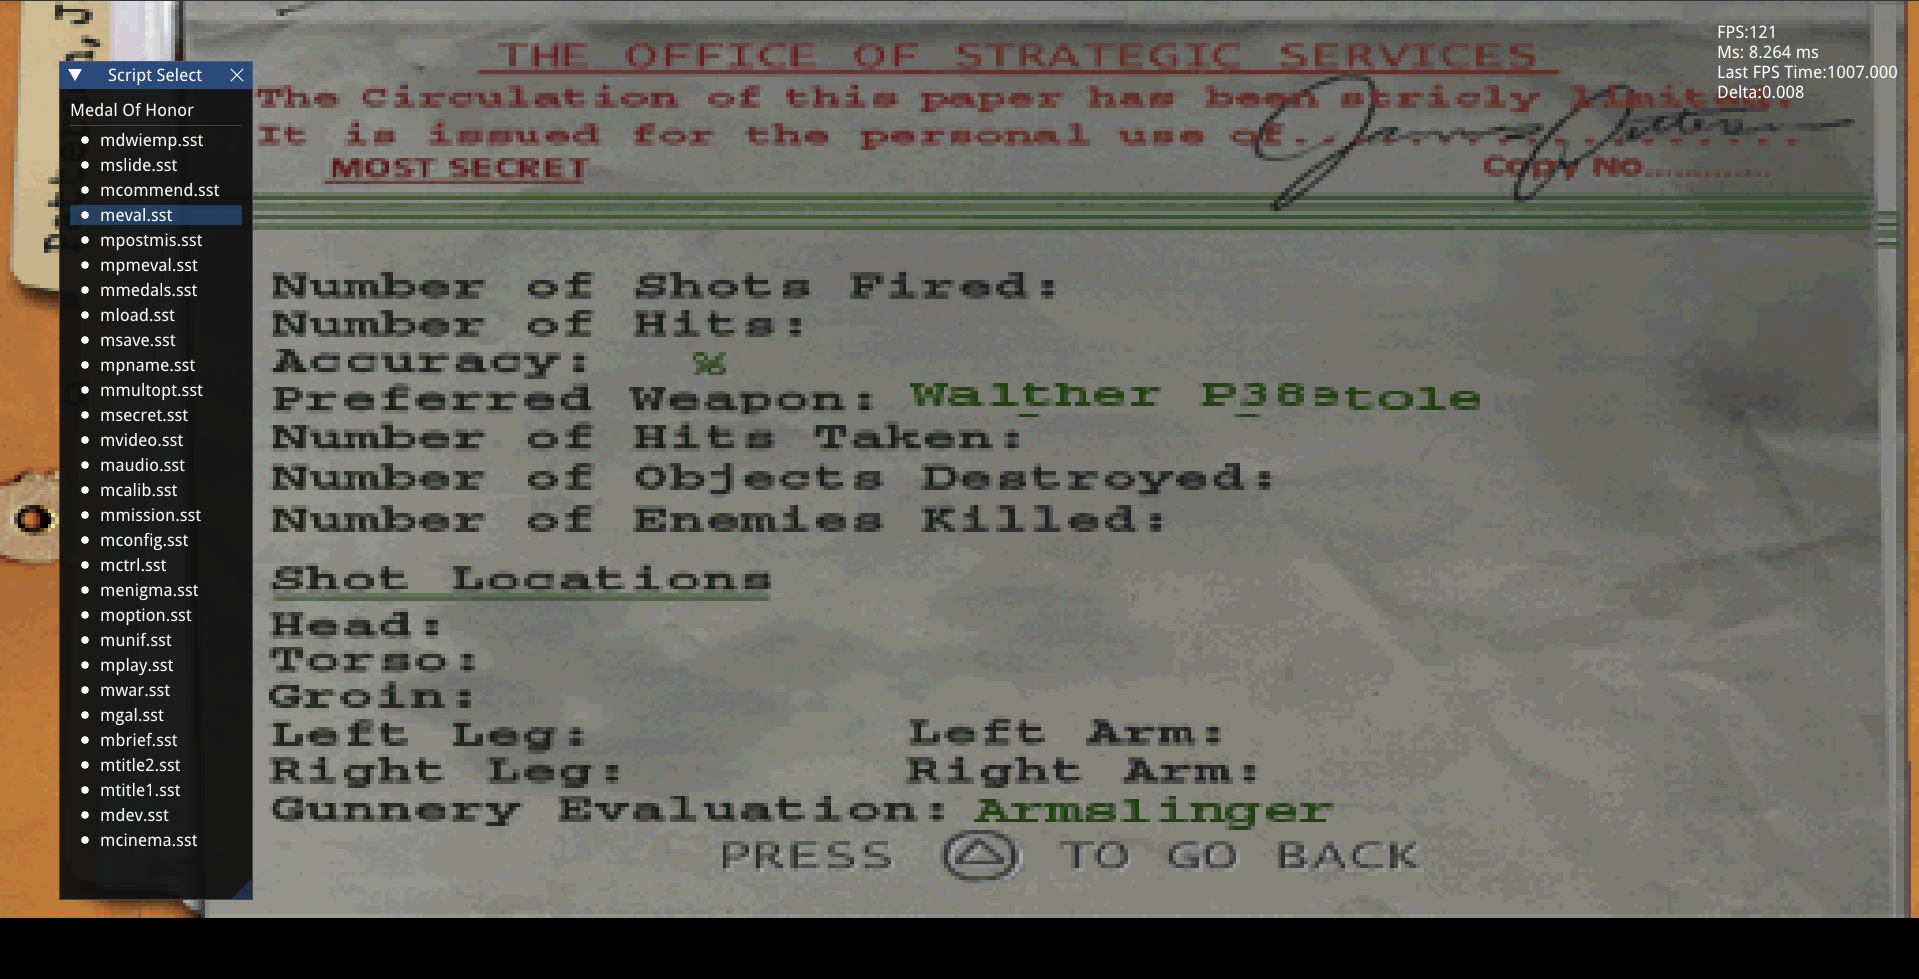 THE OFFICE OF STRATEGIC SERVICES
The Circulation of this paper has been stricly limited.
It is issued for the personal use of..............
MOST SECRET
Copy No............
FPS:121
Ms: 8.264 ms
Last FPS Time:1007.000
Delta:0.008
Script Select
Medal Of Honor
mdwiemp.sst
mslide.sst
mcommend.sst
meval.sst
mpostmis.sst
mpmeval.sst
mmedals.sst
mload.sst
msave.sst
mpname.sst
mmultopt.sst
msecret.sst
mvideo.sst
maudio.sst
mcalib.sst
mmission.sst
mconfig.sst
mctrl.sst
menigma.sst
moption.sst
munif.sst
mplay.sst
mwar.sst
mgal.sst
mbrief.sst
mtitle2.sst
mtitle1.sst
mdev.sst
mcinema.sst
Number of Shots Fired:
Number of Hits:
Accuracy: %
Preferred Weapon: Walther P38
Number of Hits Taken:
Number of Objects Destroyed:
Number of Enemies Killed:
Shot Locations
Head:
Torso:
Groin:
Left Leg: Left Arm:
Right Leg: Right Arm:
Gunnery Evaluation: Armslinger
PRESS TO GO BACK